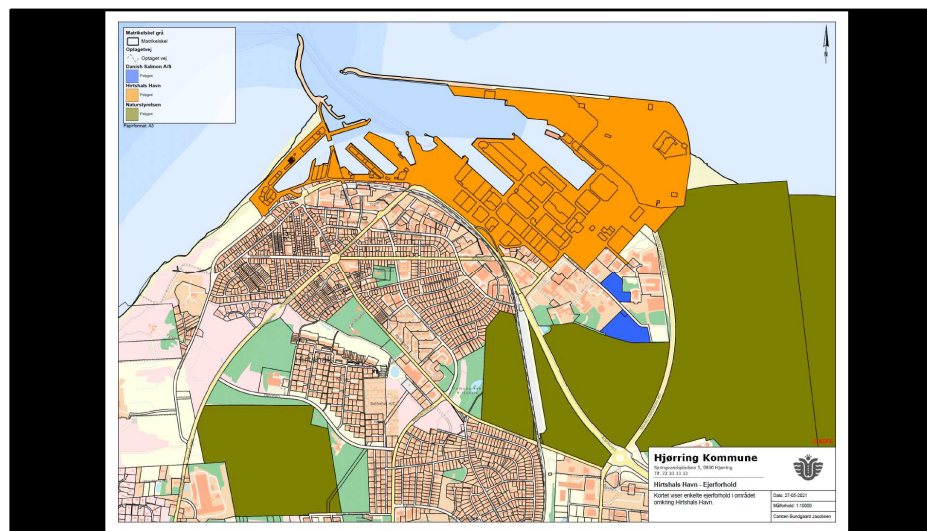 Matrikelskel grå
Matrikelskel
Optagetvej
Optaget vej
Danish Salmon A/S
Polygon
Hirtshals Havn
Polygon
Naturstyrelsen
Polygon
Papirformat: A3
N
Hjørring Kommune
Springvandspladsen 5, 9800 Hjørring
Tlf. 72 33 33 33
Hirtshals Havn - Ejerforhold
Kortet viser enkelte ejerforhold i området
omkring Hirtshals Havn.
Dato: 27-05-2021
Målforhold: 1:10000
Carsten Bundgaard Jacobsen